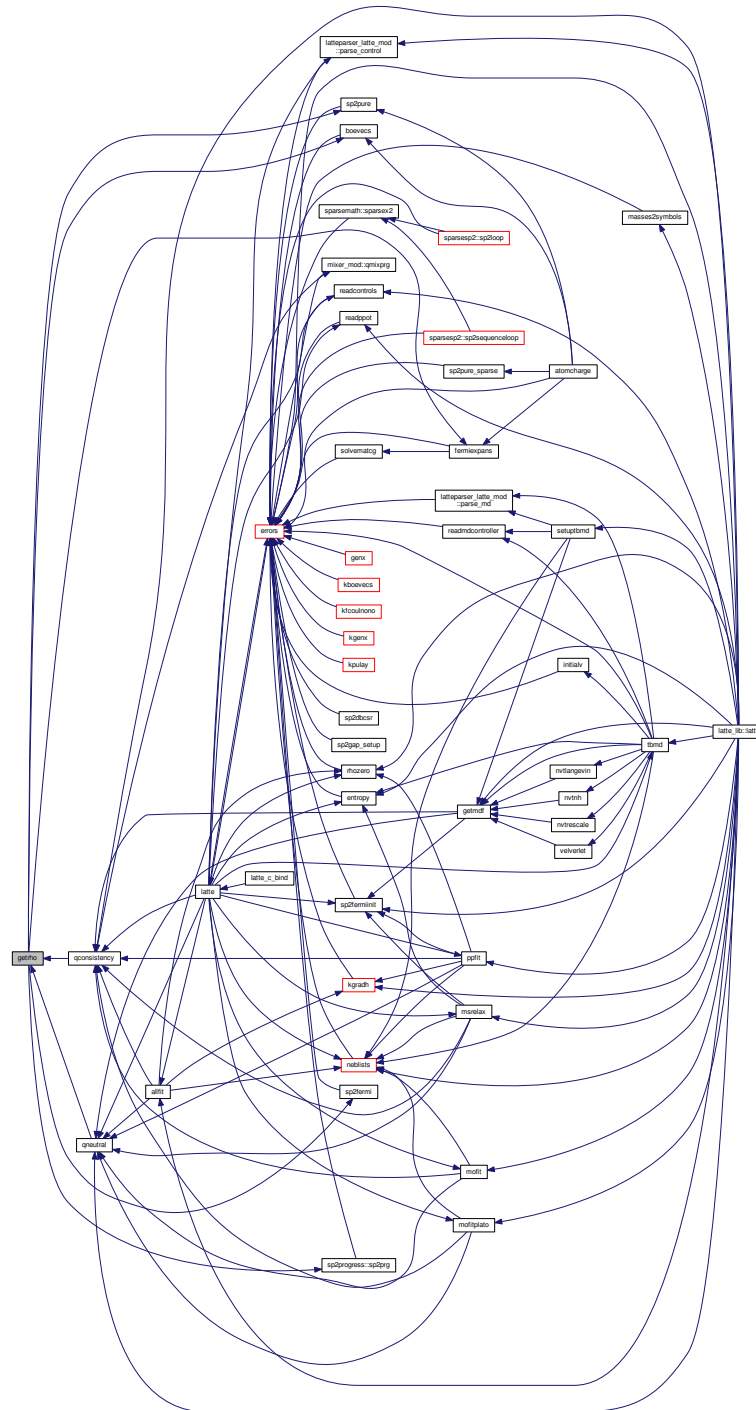 latteparser_latte_mod
::parse_control
sp2pure
boevecs
sparsemath::sparsex2
masses2symbols
sparsesp2::sp2loop
mixer_mod::qmixprg
readcontrols
readppot
sparsesp2::sp2sequenceloop
sp2pure_sparse
atomcharge
solvematcg
fermiexpans
latteparser_latte_mod
::parse_md
errors
readmdcontroller
setuptbmd
genx
kboevecs
kfcoulnono
kgenx
kpulay
initialv
sp2dbcsr
latte_lib::latte
sp2gap_setup
tbmd
rhozero
nvtlangevin
entropy
nvtnh
getmdf
nvtrescale
velverlet
latte_c_bind
latte
sp2fermiinit
getrho
qconsistency
ppfit
kgradh
msrelax
neblists
allfit
sp2fermi
qneutral
mofit
mofitplato
sp2progress::sp2prg